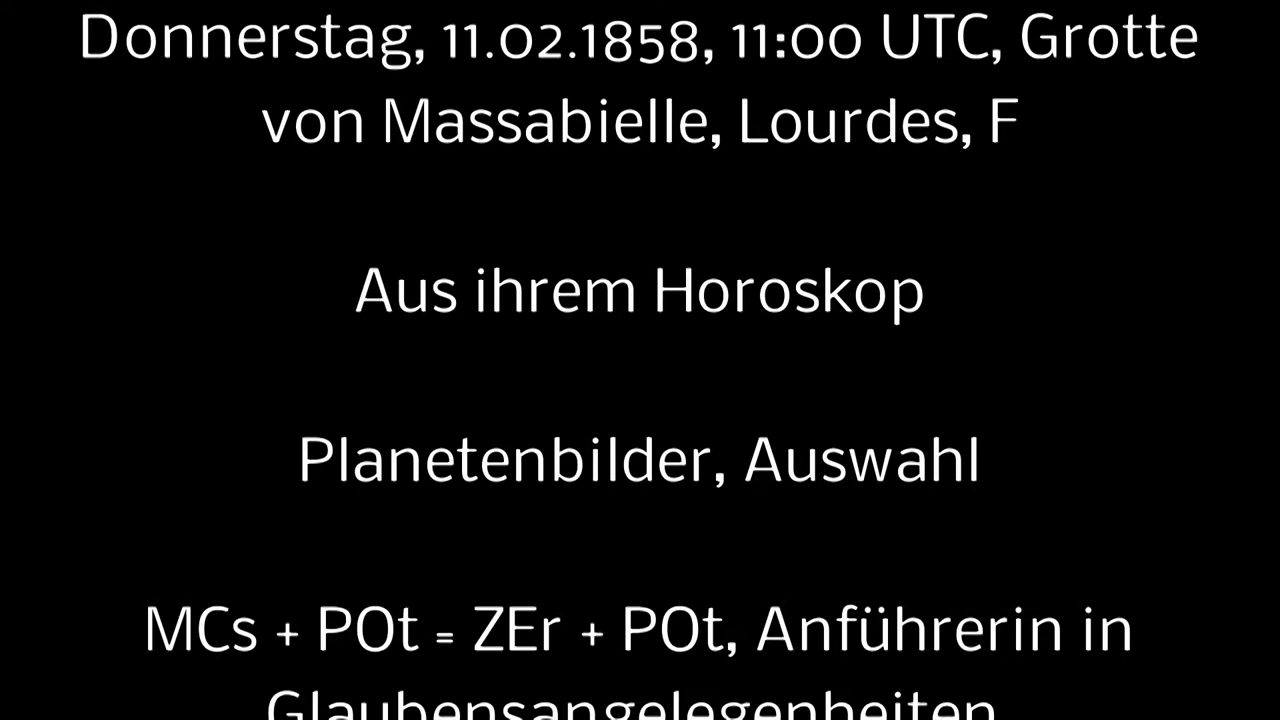 Donnerstag, 11.02.1858, 11:00 UTC, Grotte
von Massabielle, Lourdes, F
Aus ihrem Horoskop
Planetenbilder, Auswahl
MCs + POt = ZEr + POt, Anführerin in
Glaubensangelegenheiten